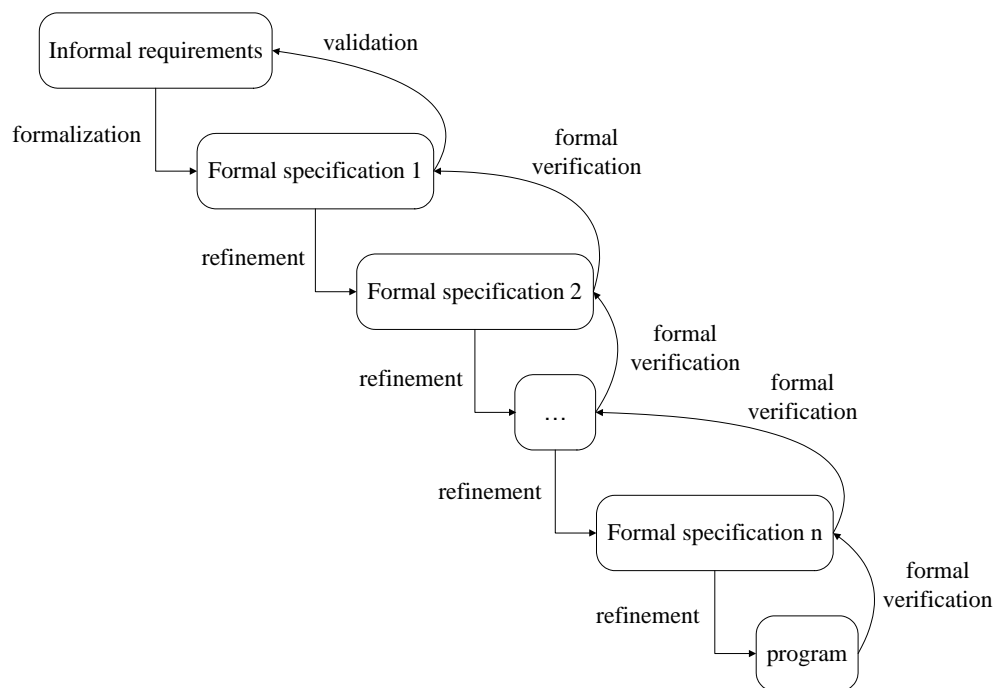 Informal requirements
validation
formalization
Formal specification 1
formal
verification
refinement
Formal specification 2
formal
verification
refinement
...
formal
verification
refinement
Formal specification n
formal
verification
refinement
program